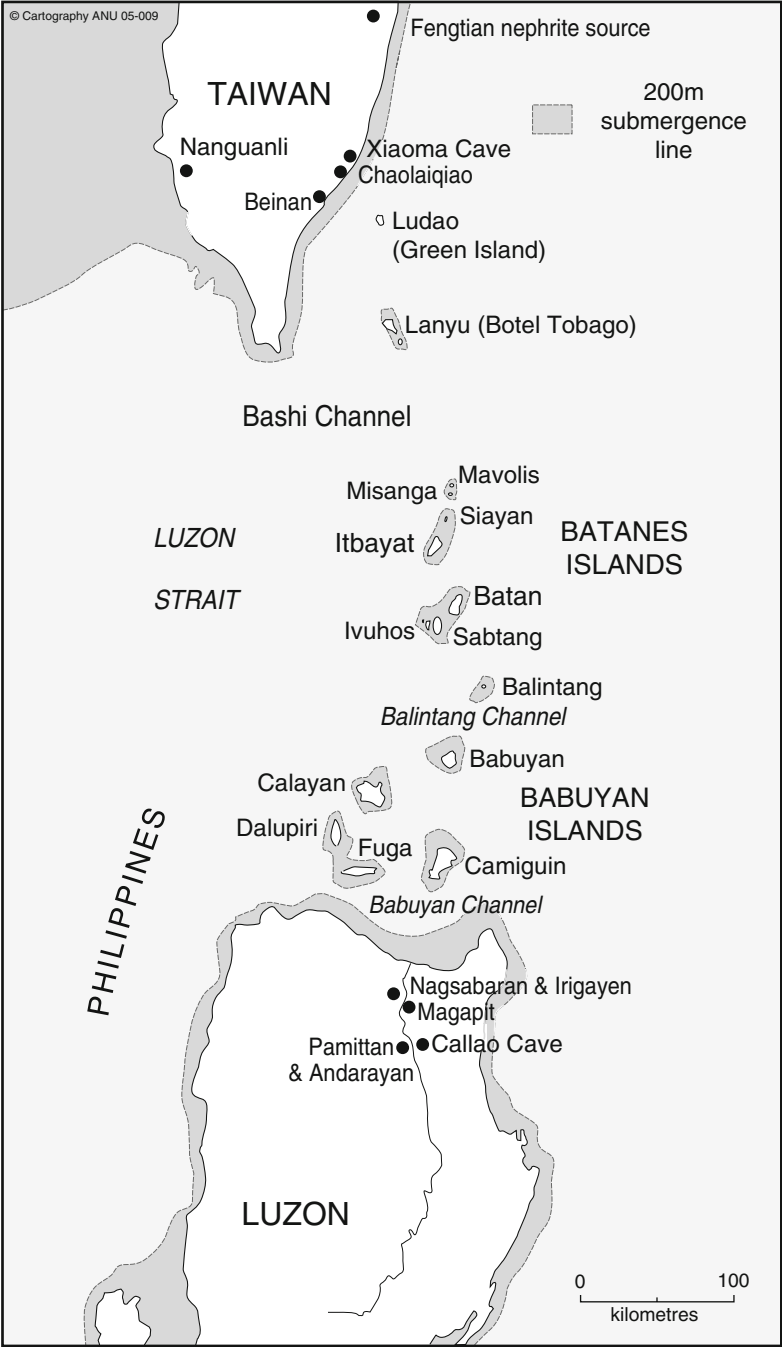 © Cartography ANU 05-009
Fengtian nephrite source
TAIWAN
200m
submergence
line
Nanguanli
Xiaoma Cave
Chaolaiqiao
Beinan
Ludao
(Green Island)
Lanyu (Botel Tobago)
Bashi Channel
Mavolis
Misanga
Siayan
LUZON
BATANES
Itbayat
ISLANDS
STRAIT
Batan
Ivuhos
Sabtang
Balintang
Balintang Channel
Babuyan
Calayan
BABUYAN
ISLANDS
Dalupiri
Fuga
Camiguin
PHILIPPINES
Babuyan Channel
Nagsabaran & Irigayen
Magapit
Pamittan
& Andarayan
Callao Cave
LUZON
0 100
kilometres